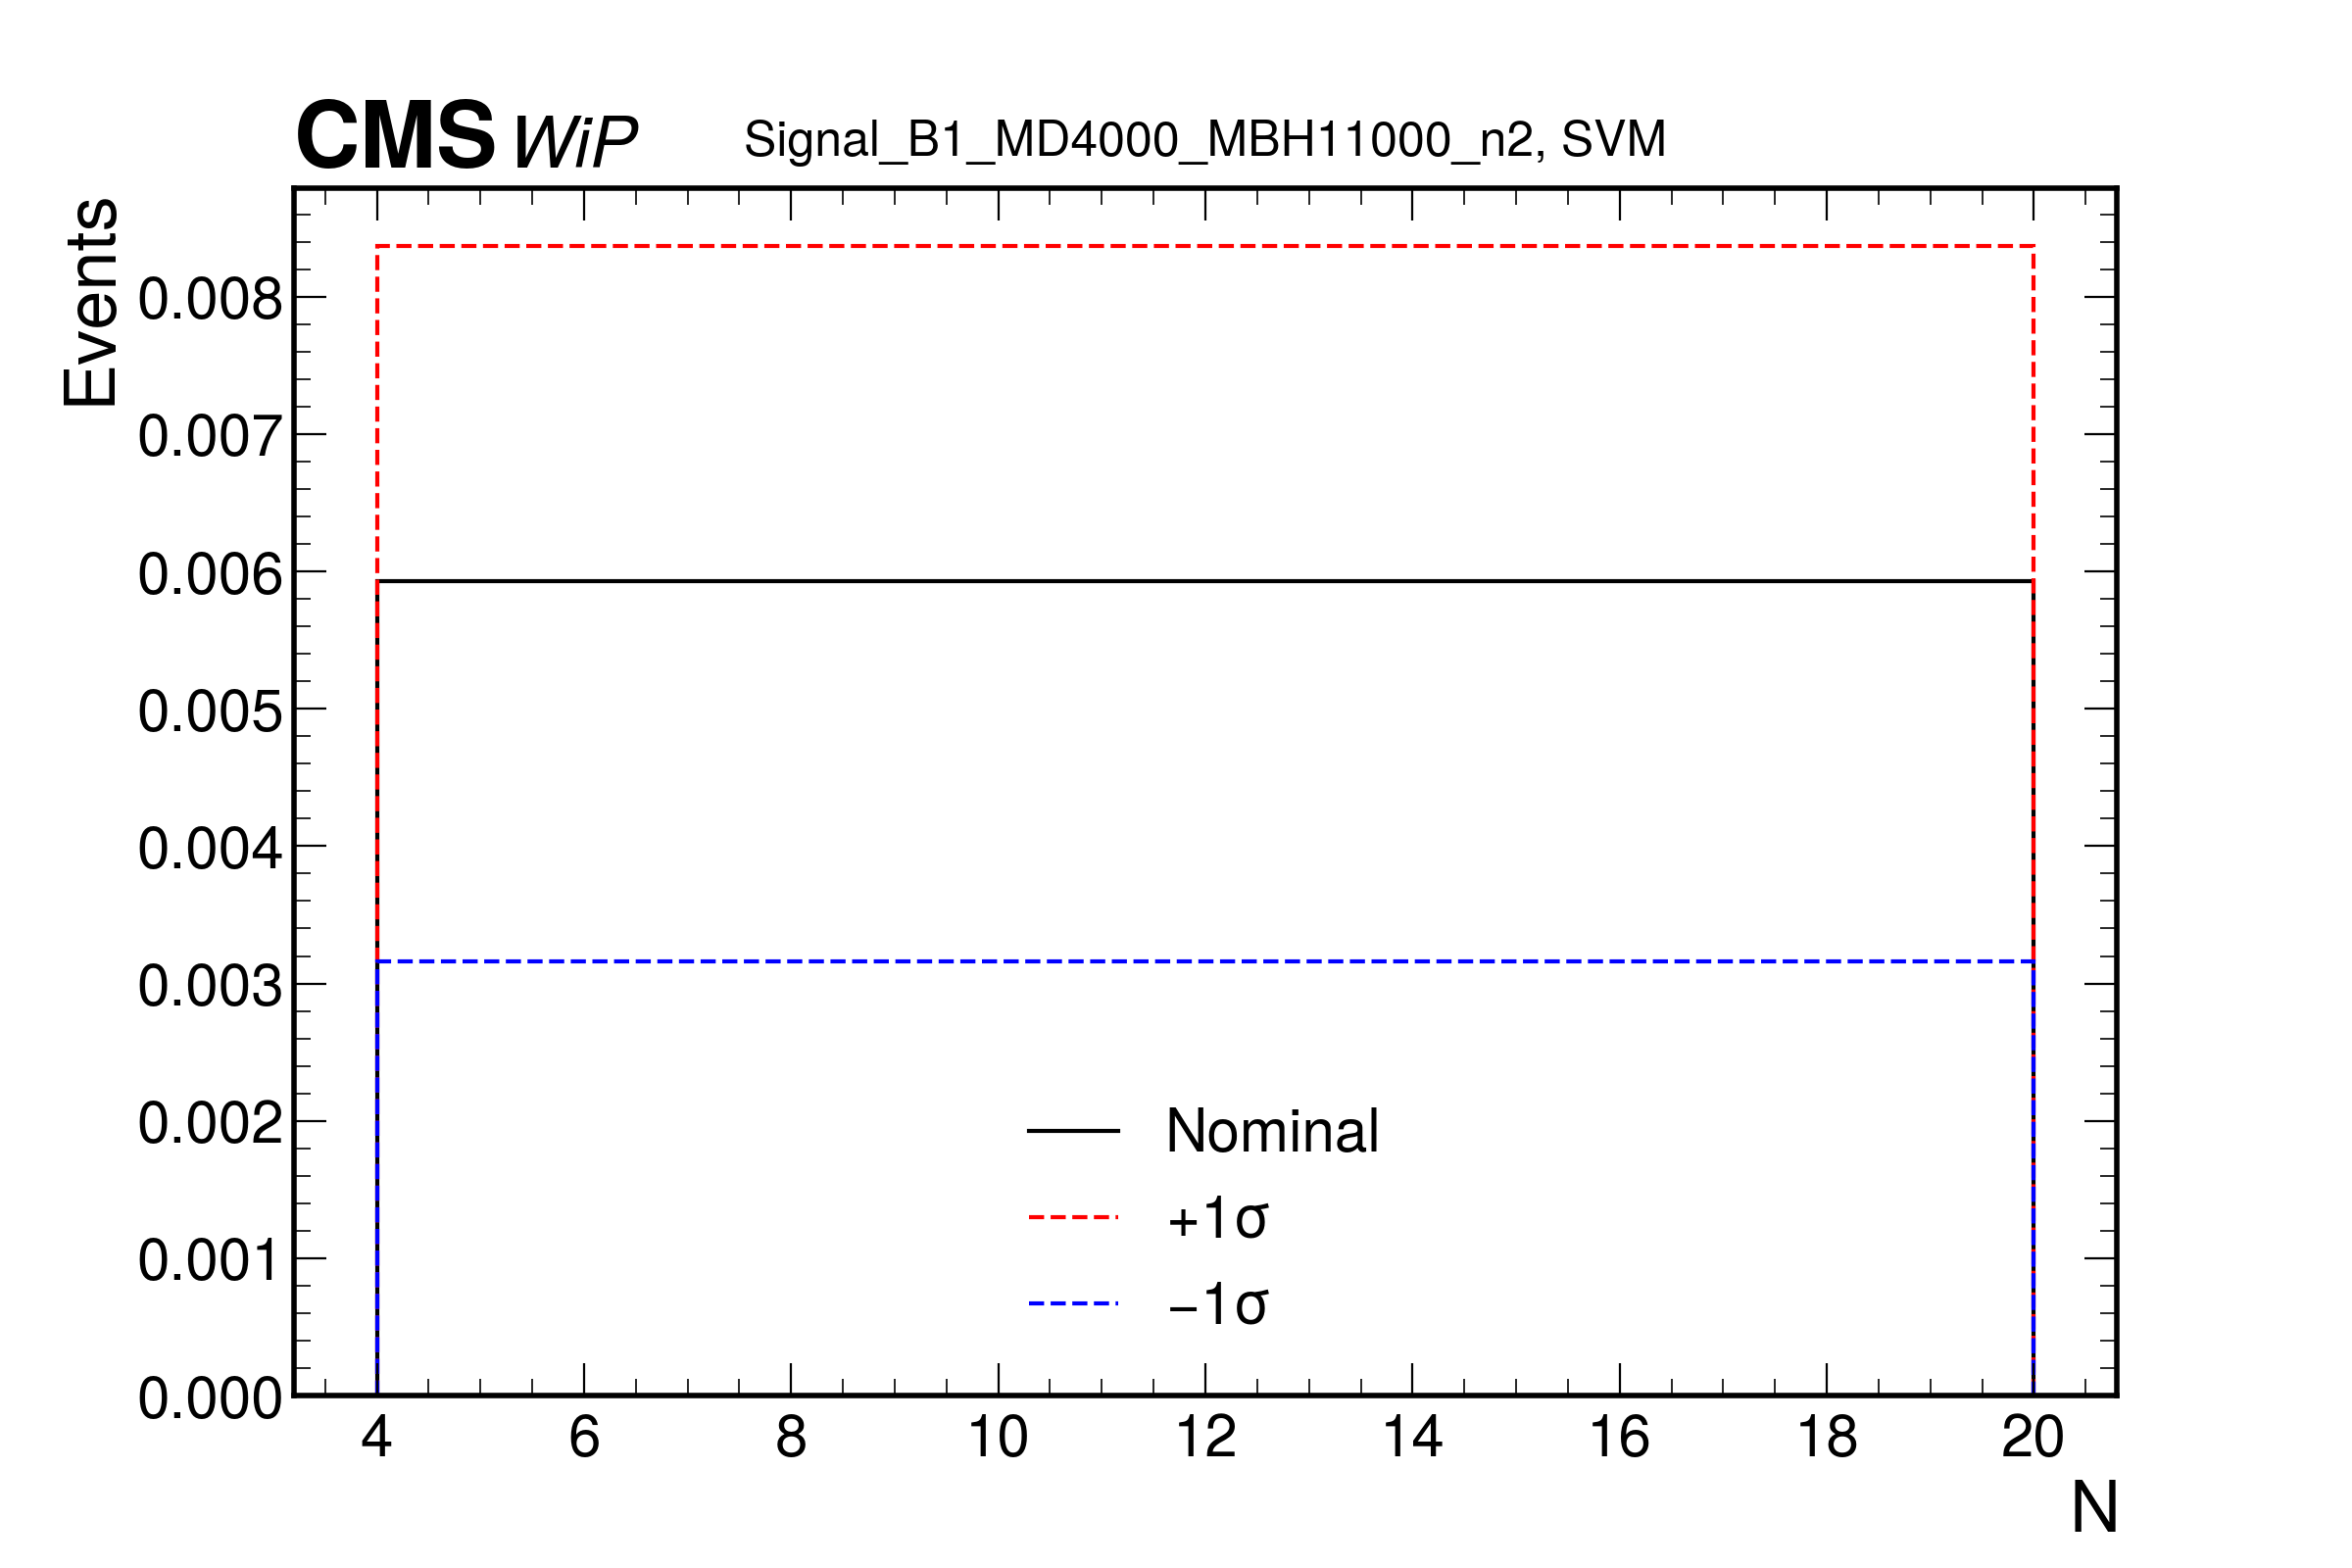 CMS WiP Signal_B1_MD4000_MBH11000_n2, SVM
Events
0.008
0.007
0.006
0.005
0.004
0.003
0.002
0.001
0.000
Nominal
+1σ
−1σ
4 6 8 10 12 14 16 18 20
N